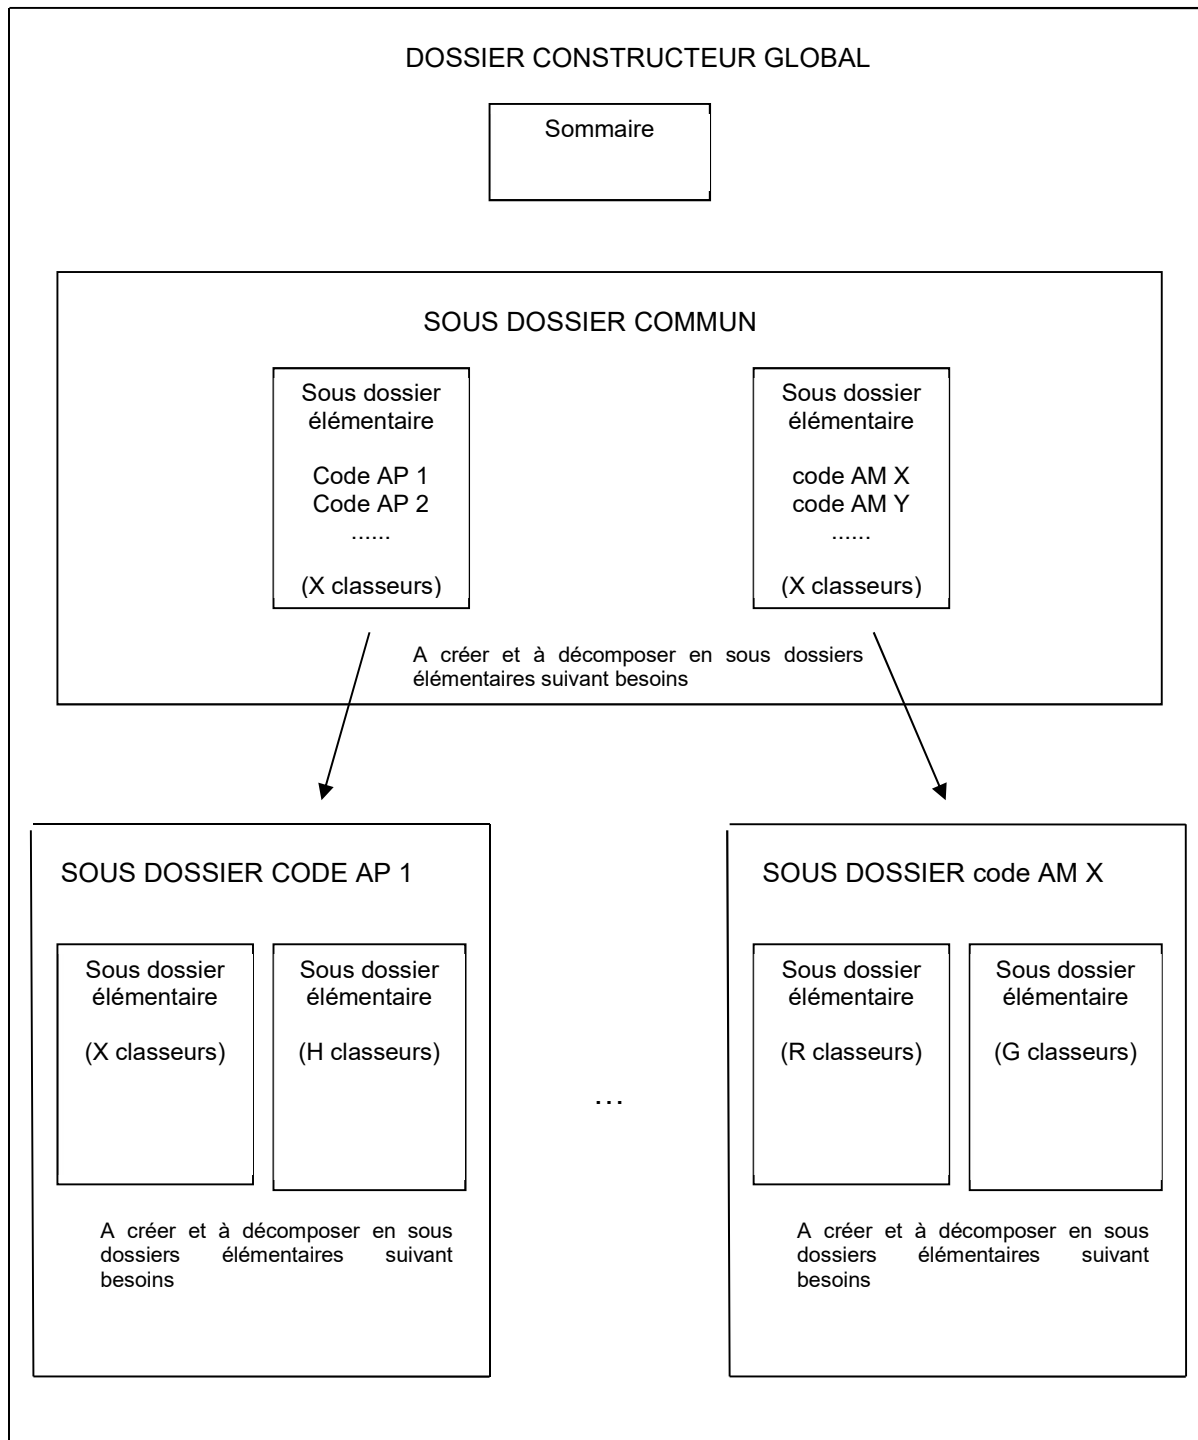 DOSSIER CONSTRUCTEUR GLOBAL
Sommaire
SOUS DOSSIER COMMUN
Sous dossier
élémentaire
Code AP 1
Code AP 2
......
(X classeurs)
Sous dossier
élémentaire
code AM X
code AM Y
......
(X classeurs)
A créer et à décomposer en sous dossiers
élémentaires suivant besoins
SOUS DOSSIER CODE AP 1
Sous dossier
élémentaire
(X classeurs)
Sous dossier
élémentaire
(H classeurs)
A créer et à décomposer en sous
dossiers élémentaires suivant
besoins
...
SOUS DOSSIER code AM X
Sous dossier
élémentaire
(R classeurs)
Sous dossier
élémentaire
(G classeurs)
A créer et à décomposer en sous
dossiers élémentaires suivant
besoins